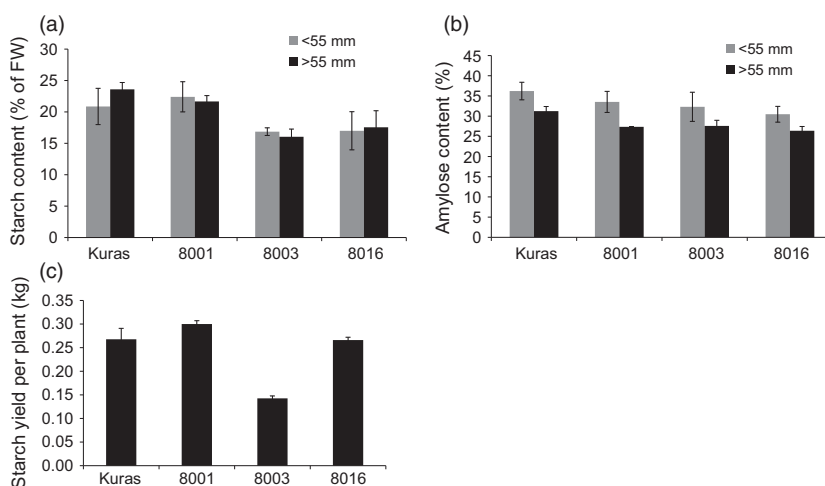 (a)
Starch content (% of FW)
<55 mm
>55 mm
30
25
20
15
10
5
0
Kuras 8001 8003 8016
(b)
Amylose content (%)
<55 mm
>55 mm
45
40
35
30
25
20
15
10
5
0
Kuras 8001 8003 8016
(c)
Starch yield per plant (kg)
0.35
0.30
0.25
0.20
0.15
0.10
0.05
0.00
Kuras 8001 8003 8016